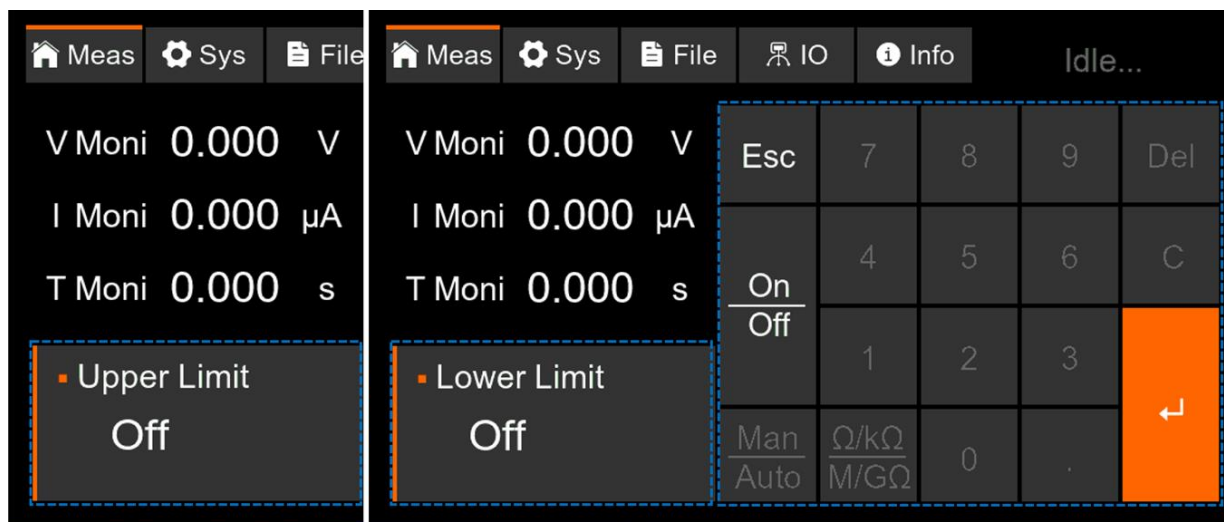 Meas Sys File
V Moni 0.000 V
I Moni 0.000 µA
T Moni 0.000 s
Upper Limit
Off
Meas Sys File IO Info Idle...
V Moni 0.000 V
I Moni 0.000 µA
T Moni 0.000 s
Lower Limit
Off
Esc 7 8 9 Del
On
Off
4 5 6 C
1 2 3
Man
Auto
Ω/kΩ
M/GΩ
0 .